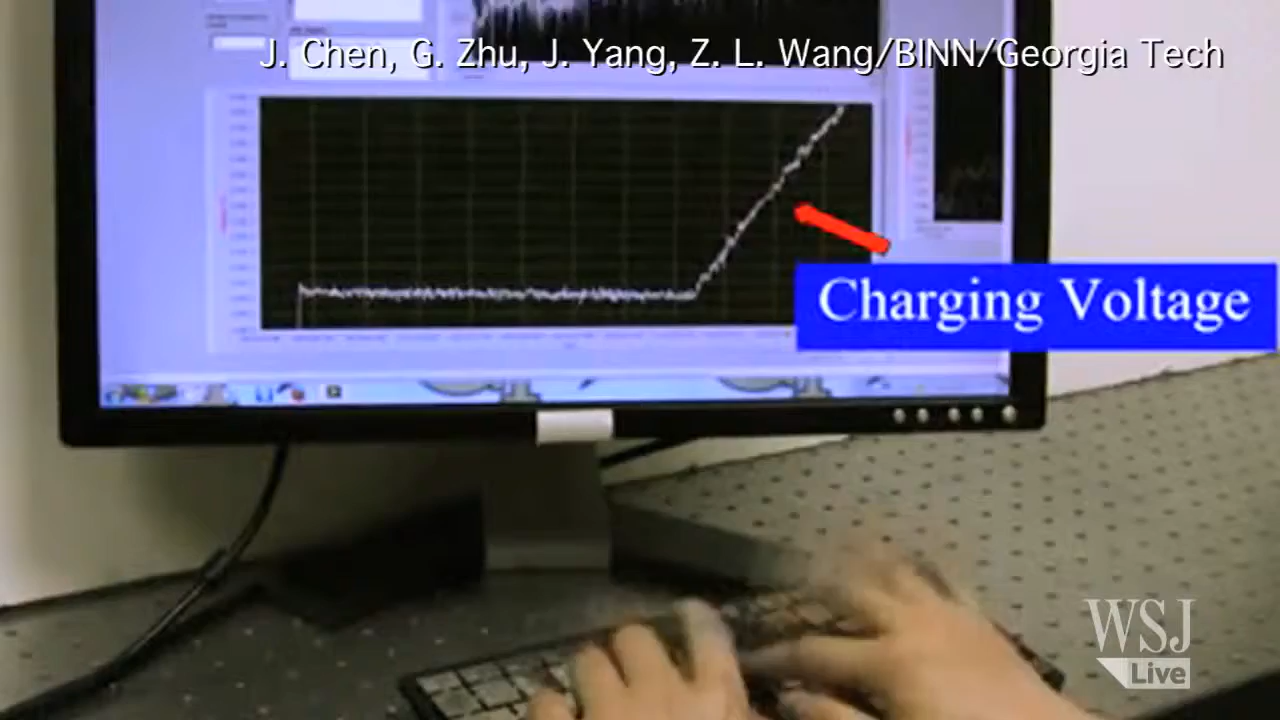 J. Chen, G. Zhu, J. Yang, Z. L. Wang/BINN/Georgia Tech
Charging Voltage
WSJ
Live